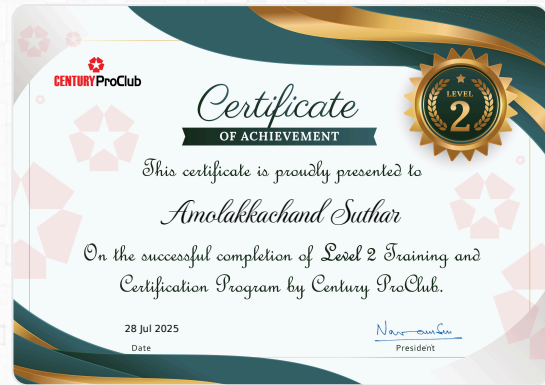 CENTURY ProClub
Certificate
OF ACHIEVEMENT
LEVEL
2
This certificate is proudly presented to
Amolakkachand Suthar
On the successful completion of Level 2 Training and
Certification Program by Century ProClub.
28 Jul 2025
Date
President